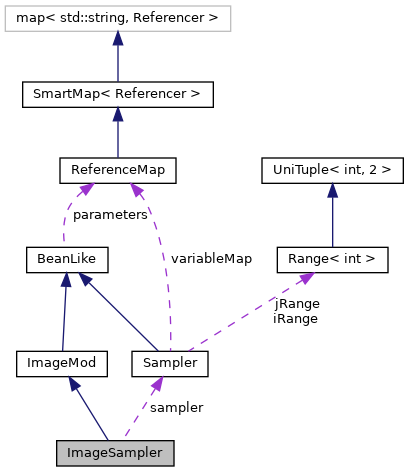 map< std::string, Referencer >
SmartMap< Referencer >
ReferenceMap
UniTuple< int, 2 >
parameters
variableMap
BeanLike
Range< int >
jRange
iRange
ImageMod
Sampler
sampler
ImageSampler